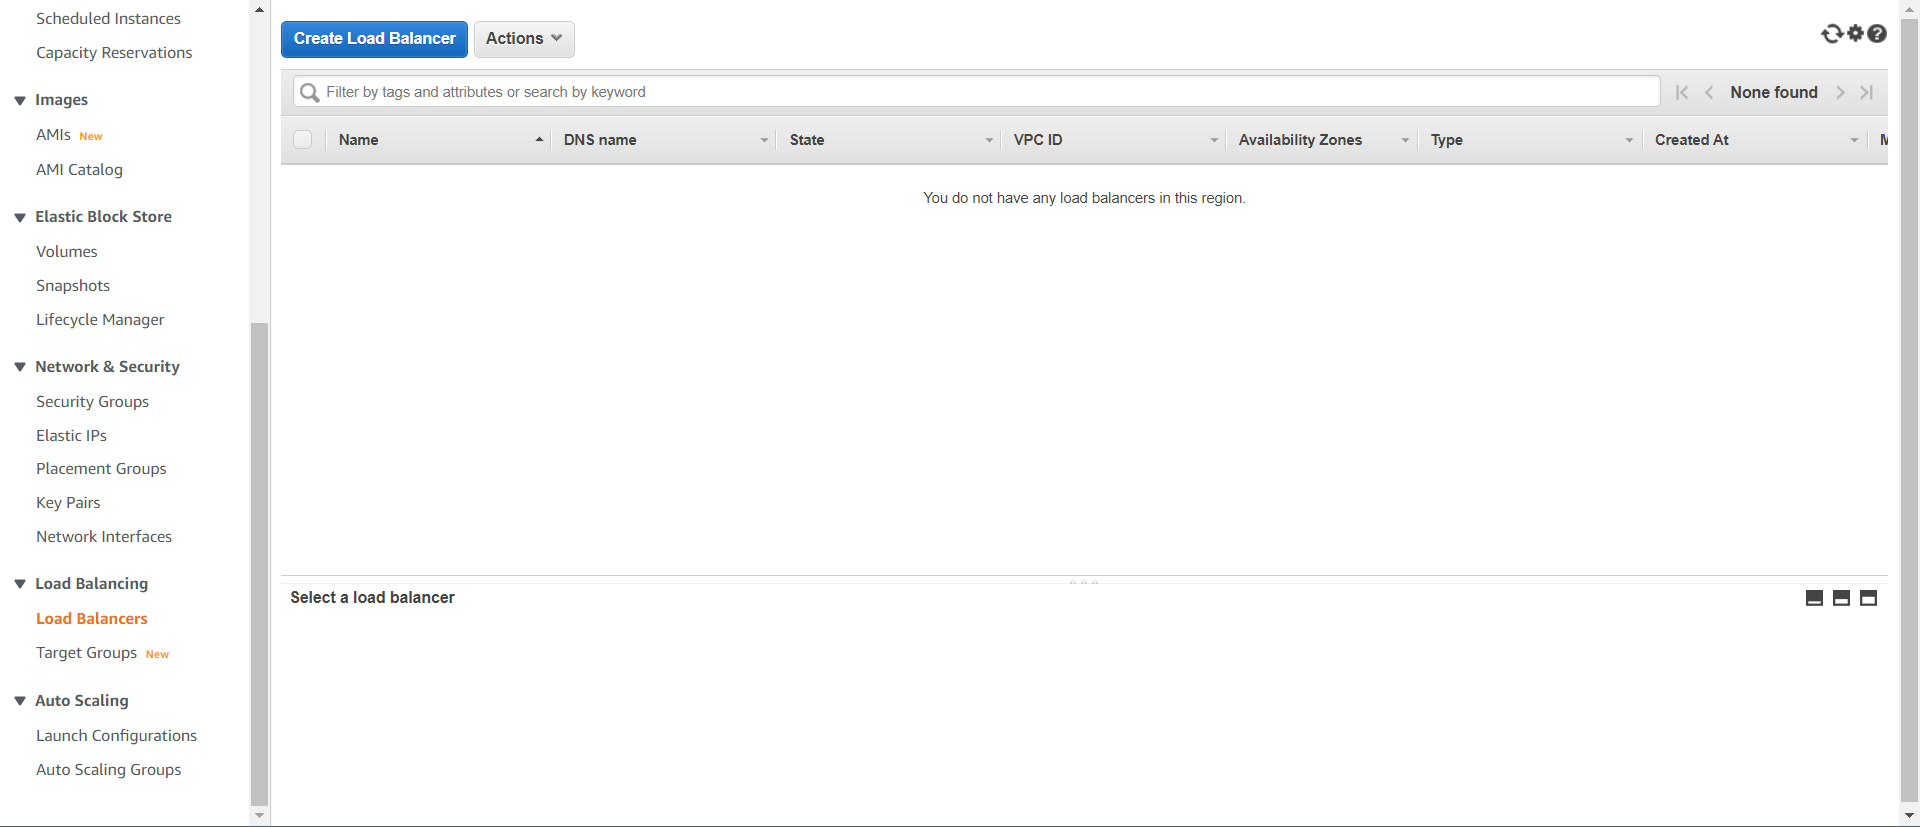 Scheduled Instances
Capacity Reservations
Images
AMIs New
AMI Catalog
Elastic Block Store
Volumes
Snapshots
Lifecycle Manager
Network & Security
Security Groups
Elastic IPs
Placement Groups
Key Pairs
Network Interfaces
Load Balancing
Load Balancers
Target Groups New
Auto Scaling
Launch Configurations
Auto Scaling Groups
Create Load Balancer Actions
Filter by tags and attributes or search by keyword None found
Name DNS name State VPC ID Availability Zones Type Created At M
You do not have any load balancers in this region.
Select a load balancer